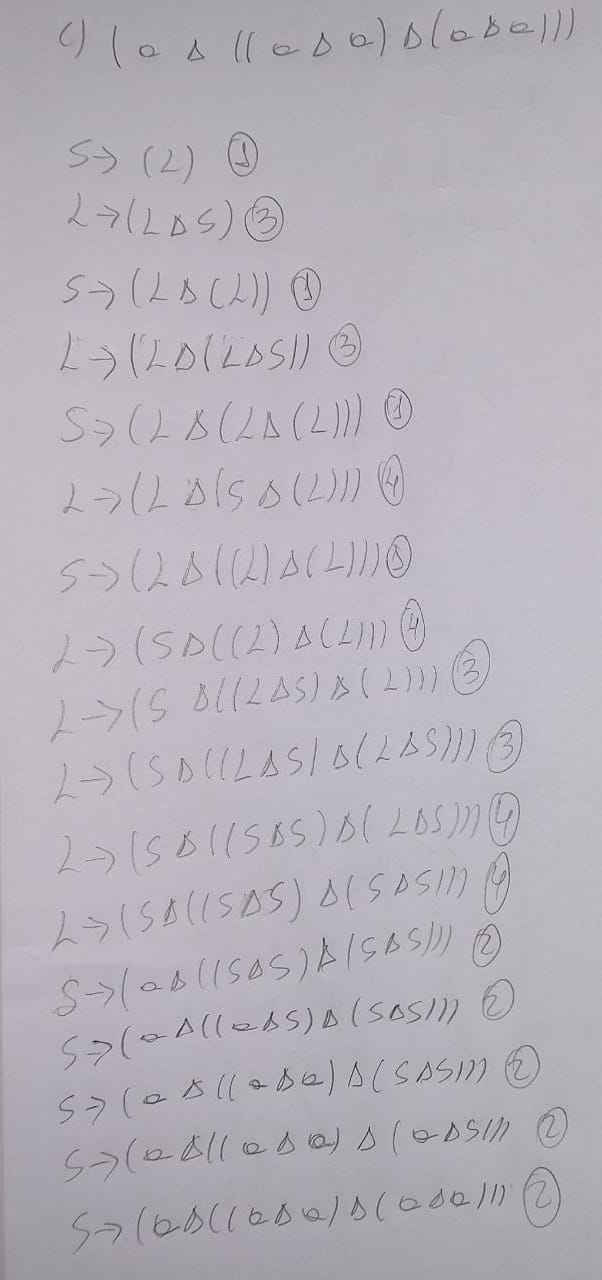 c) (a Δ ((a Δ a) Δ (a Δ a)))
S → (L) ①
L → (L Δ S) ③
S → (L Δ (L)) ①
L → (L Δ (L Δ S)) ③
S → (L Δ (L Δ (L))) ①
L → (L Δ (S Δ (L))) ④
S → (L Δ ((L) Δ (L))) ①
L → (S Δ ((L) Δ (L))) ④
L → (S Δ ((L Δ S) Δ (L))) ③
L → (S Δ ((L Δ S) Δ (L Δ S))) ③
L → (S Δ ((S Δ S) Δ (L Δ S))) ④
L → (S Δ ((S Δ S) Δ (S Δ S))) ④
S → (a Δ ((S Δ S) Δ (S Δ S))) ②
S → (a Δ ((a Δ S) Δ (S Δ S))) ②
S → (a Δ ((a Δ a) Δ (S Δ S))) ②
S → (a Δ ((a Δ a) Δ (a Δ S))) ②
S → (a Δ ((a Δ a) Δ (a Δ a))) ②